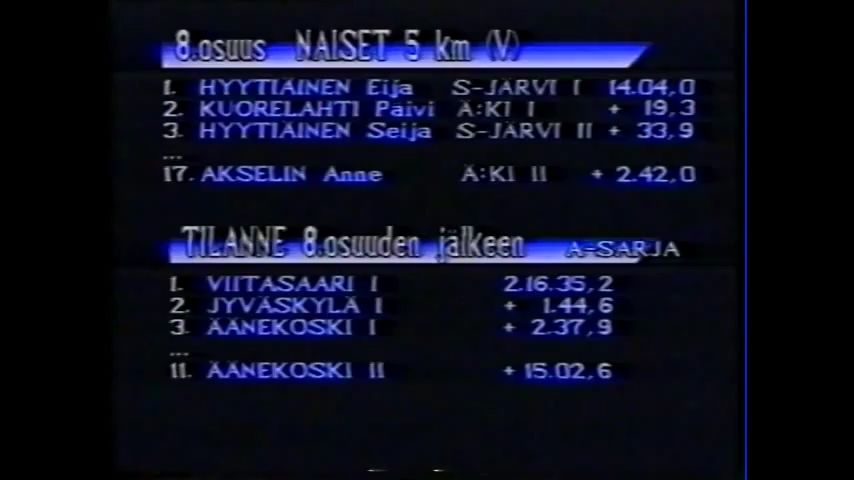 8.osuus NAISET 5 km (V)
1. HYYTIÄINEN Eija S-JÄRVI I 14.04,0
2. KUORELAHTI Päivi Ä:KI I + 19,3
3. HYYTIÄINEN Seija S-JÄRVI II + 33,9
...
17. AKSELIN Anne Ä:KI II + 2.42,0
TILANNE 8.osuuden jälkeen A-SARJA
1. VIITASAARI I 2.16.35,2
2. JYVÄSKYLÄ I + 1.44,6
3. ÄÄNEKOSKI I + 2.37,9
...
11. ÄÄNEKOSKI II + 15.02,6